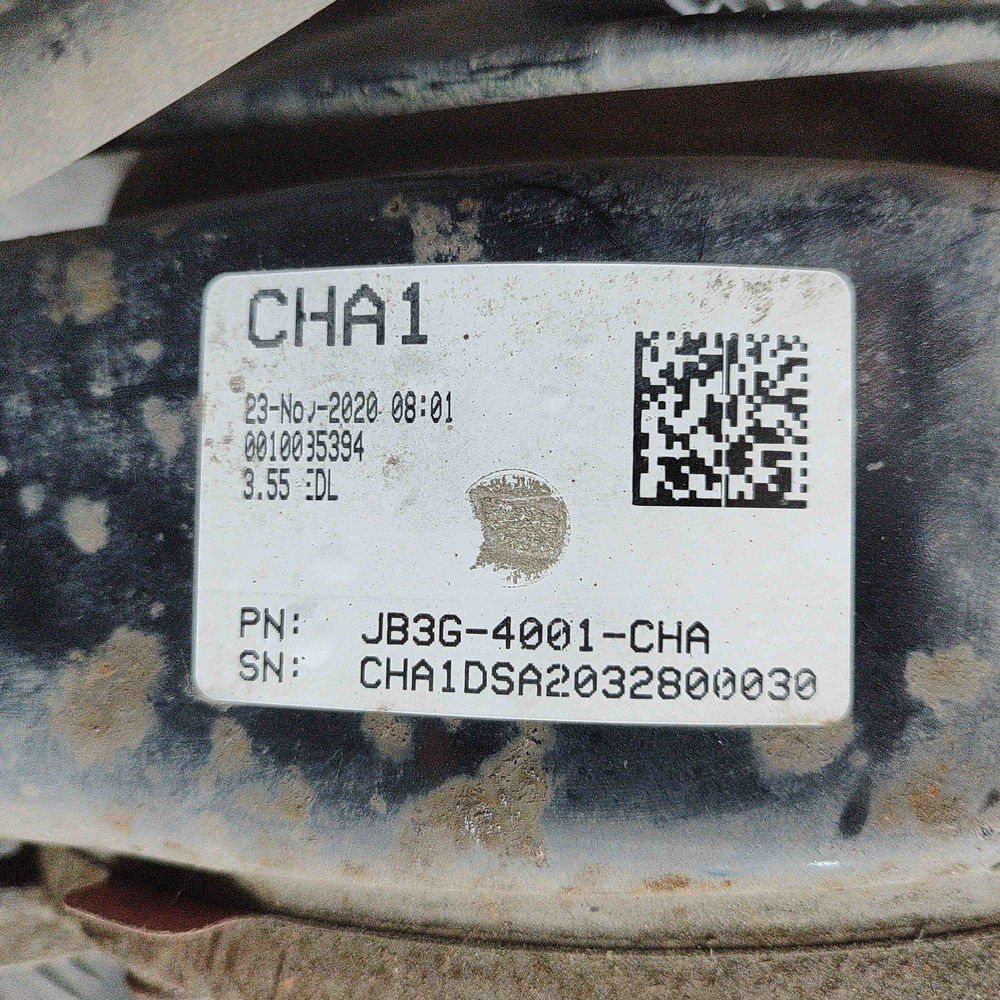 CHA1
23-Nov-2020 08:01
0010035394
3.55 EDL
PN: JB3G-4001-CHA
SN: CHA1DSA2032800030